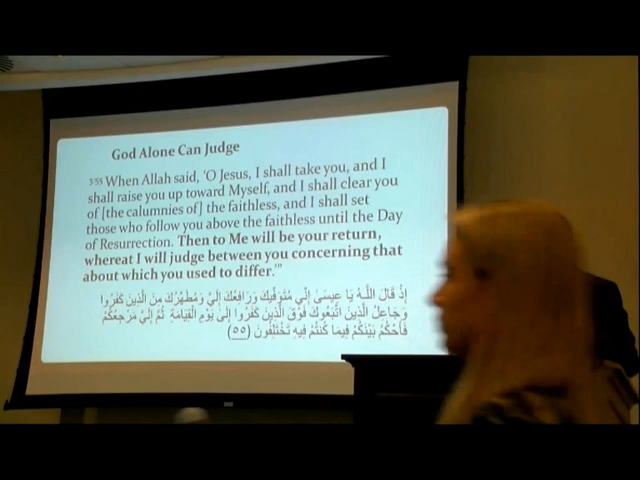 God Alone Can Judge
3:55 When Allah said, 'O Jesus, I shall take you, and I
shall raise you up toward Myself, and I shall clear you
of [the calumnies of] the faithless, and I shall set
those who follow you above the faithless until the Day
of Resurrection. Then to Me will be your return,
whereat I will judge between you concerning that
about which you used to differ.'"
إِذْ قَالَ اللَّـهُ يَا عِيسَىٰ إِنِّي مُتَوَفِّيكَ وَرَافِعُكَ إِلَيَّ وَمُطَهِّرُكَ مِنَ الَّذِينَ كَفَرُوا
وَجَاعِلُ الَّذِينَ اتَّبَعُوكَ فَوْقَ الَّذِينَ كَفَرُوا إِلَىٰ يَوْمِ الْقِيَامَةِ ثُمَّ إِلَيَّ مَرْجِعُكُمْ
فَأَحْكُمُ بَيْنَكُمْ فِيمَا كُنتُمْ فِيهِ تَخْتَلِفُونَ (٥٥)